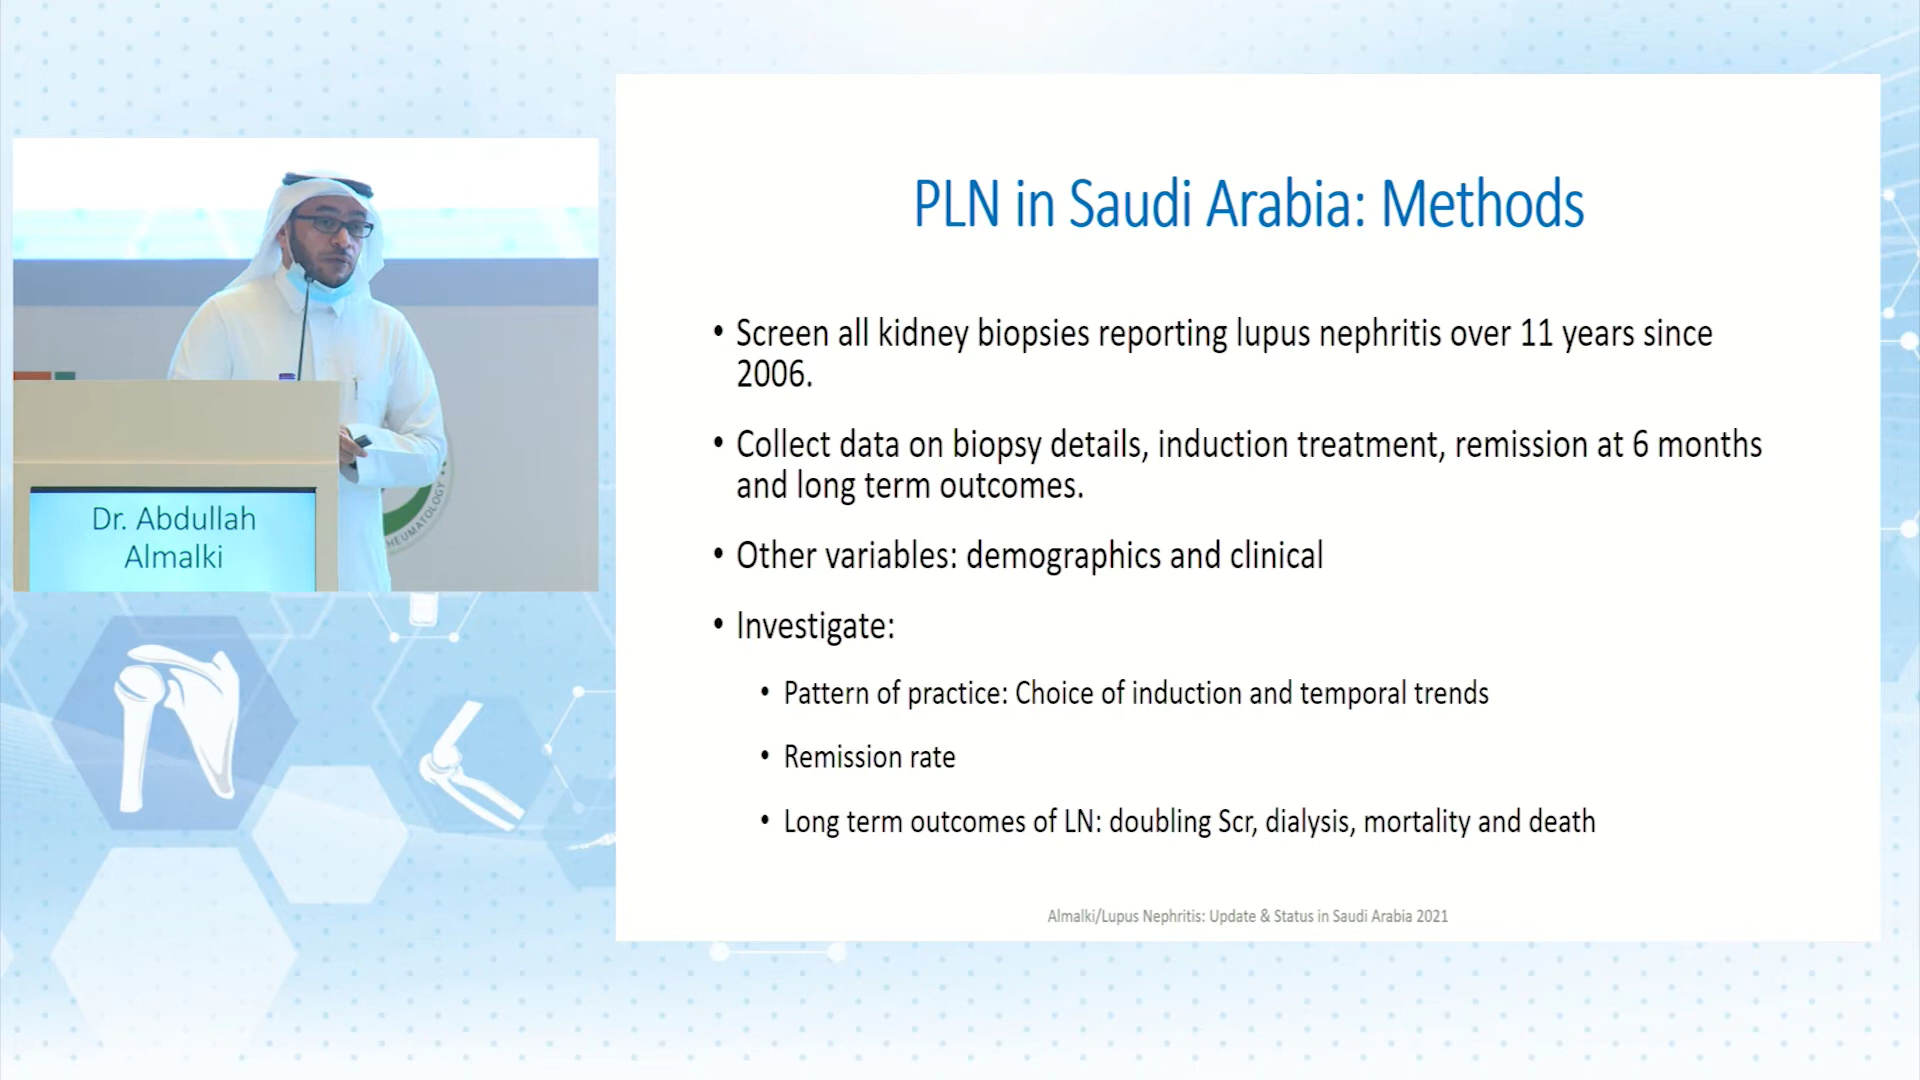 PLN in Saudi Arabia: Methods
• Screen all kidney biopsies reporting lupus nephritis over 11 years since
2006.
• Collect data on biopsy details, induction treatment, remission at 6 months
and long term outcomes.
• Other variables: demographics and clinical
• Investigate:
• Pattern of practice: Choice of induction and temporal trends
• Remission rate
• Long term outcomes of LN: doubling Scr, dialysis, mortality and death
Almalki/Lupus Nephritis: Update & Status in Saudi Arabia 2021
Dr. Abdullah
Almalki